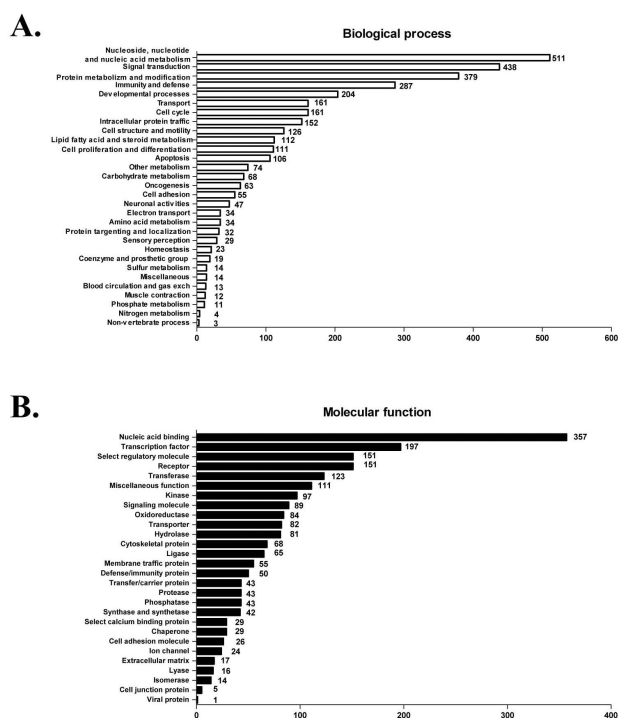 A.
Biological process
Nucleoside, nucleotide
and nucleic acid metabolism 511
Signal transduction 438
Protein metabolizm and modification 379
Immunity and defense 287
Developmental processes 204
Transport 161
Cell cycle 161
Intracellular protein traffic 152
Cell structure and motility 126
Lipid fatty acid and steroid metabolism 112
Cell proliferation and differentiation 111
Apoptosis 106
Other metabolism 74
Carbohydrate metabolism 68
Oncogenesis 63
Cell adhesion 55
Neuronal activities 47
Electron transport 34
Amino acid metabolism 34
Protein targenting and localization 32
Sensory perception 29
Homeostasis 23
Coenzyme and prosthetic group 19
Sulfur metabolism 14
Miscellaneous 14
Blood circulation and gas exch 13
Muscle contraction 12
Phosphate metabolism 11
Nitrogen metabolism 4
Non-vertebrate process 3
0 100 200 300 400 500 600
B.
Molecular function
Nucleic acid binding 357
Transcription factor 197
Select regulatory molecule 151
Receptor 151
Transferase 123
Miscellaneous function 111
Kinase 97
Signaling molecule 89
Oxidoreductase 84
Transporter 82
Hydrolase 81
Cytoskeletal protein 68
Ligase 65
Membrane traffic protein 55
Defense/immunity protein 50
Transfer/carrier protein 43
Protease 43
Phosphatase 43
Synthase and synthetase 42
Select calcium binding protein 29
Chaperone 29
Cell adhesion molecule 26
Ion channel 24
Extracellular matrix 17
Lyase 16
Isomerase 14
Cell junction protein 5
Viral protein 1
0 100 200 300 400